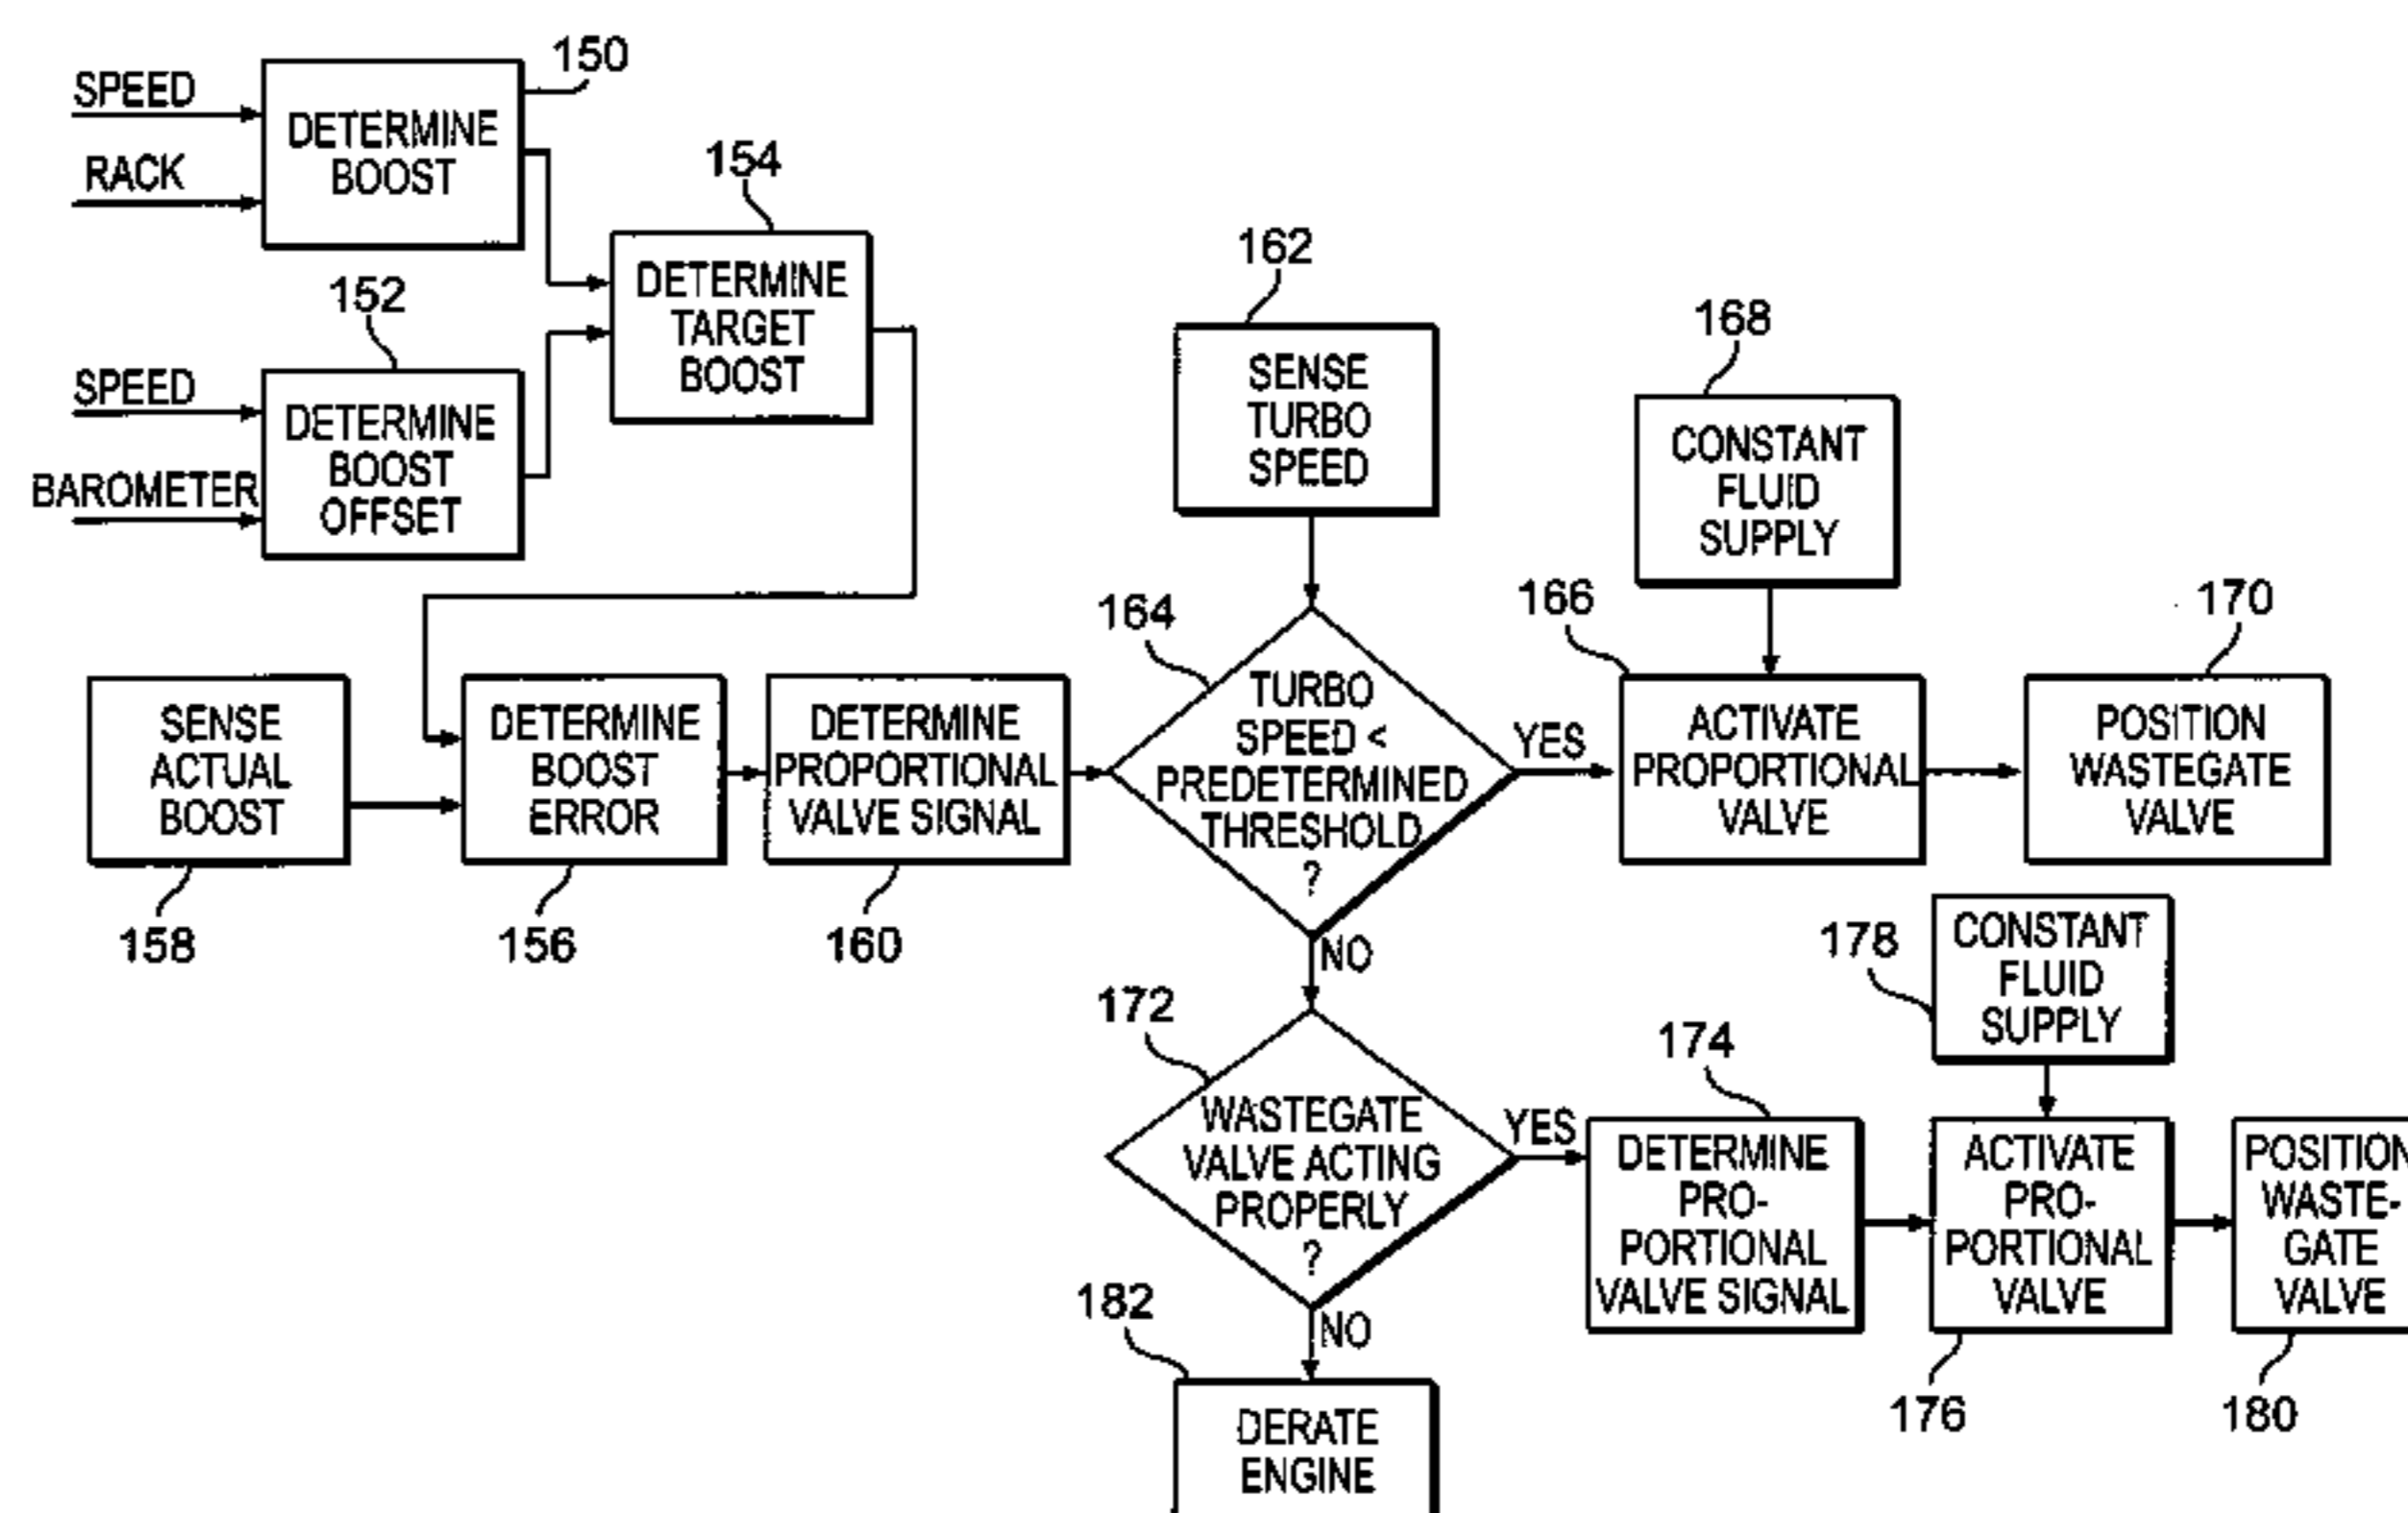 150
SPEED
RACK
DETERMINE
BOOST
154
DETERMINE
TARGET
BOOST
152
SPEED
BAROMETER
DETERMINE
BOOST
OFFSET
162
SENSE
TURBO
SPEED
168
CONSTANT
FLUID
SUPPLY
SENSE
ACTUAL
BOOST
158
DETERMINE
BOOST
ERROR
156
DETERMINE
PROPORTIONAL
VALVE SIGNAL
160
164
TURBO
SPEED <
PREDETERMINED
THRESHOLD
?
YES
NO
166
ACTIVATE
PROPORTIONAL
VALVE
170
POSITION
WASTEGATE
VALVE
172
WASTEGATE
VALVE ACTING
PROPERLY
?
YES
NO
174
DETERMINE
PRO-
PORTIONAL
VALVE SIGNAL
178
CONSTANT
FLUID
SUPPLY
ACTIVATE
PRO-
PORTIONAL
VALVE
176
POSITION
WASTE-
GATE
VALVE
180
182
DERATE
ENGINE